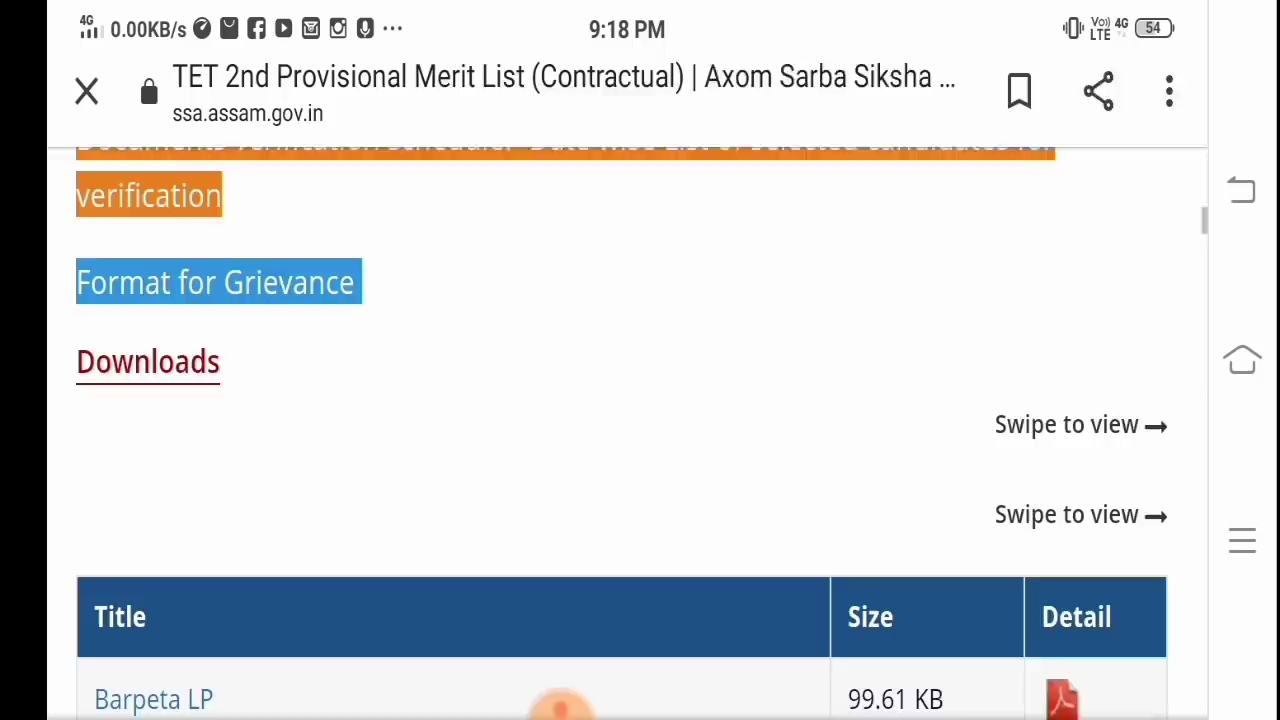 4G 0.00KB/s ... 9:18 PM Vo) LTE 4G 54
TET 2nd Provisional Merit List (Contractual) | Axom Sarba Siksha ...
ssa.assam.gov.in
verification
Format for Grievance
Downloads
Swipe to view →
Swipe to view →
Title Size Detail
Barpeta LP 99.61 KB